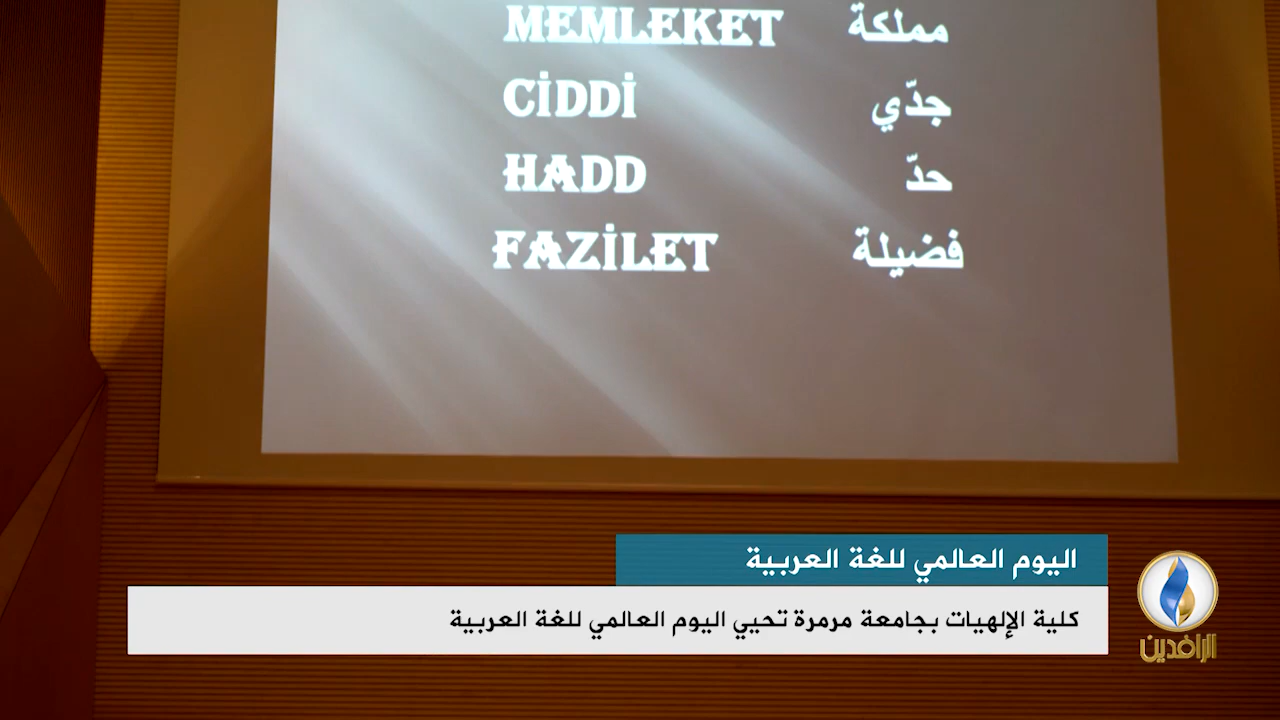 MEMLEKET مملكة
CİDDİ جدّي
HADD حدّ
FAZİLET فضيلة
اليوم العالمي للغة العربية
كلية الإلهيات بجامعة مرمرة تحيي اليوم العالمي للغة العربية
الرافدين